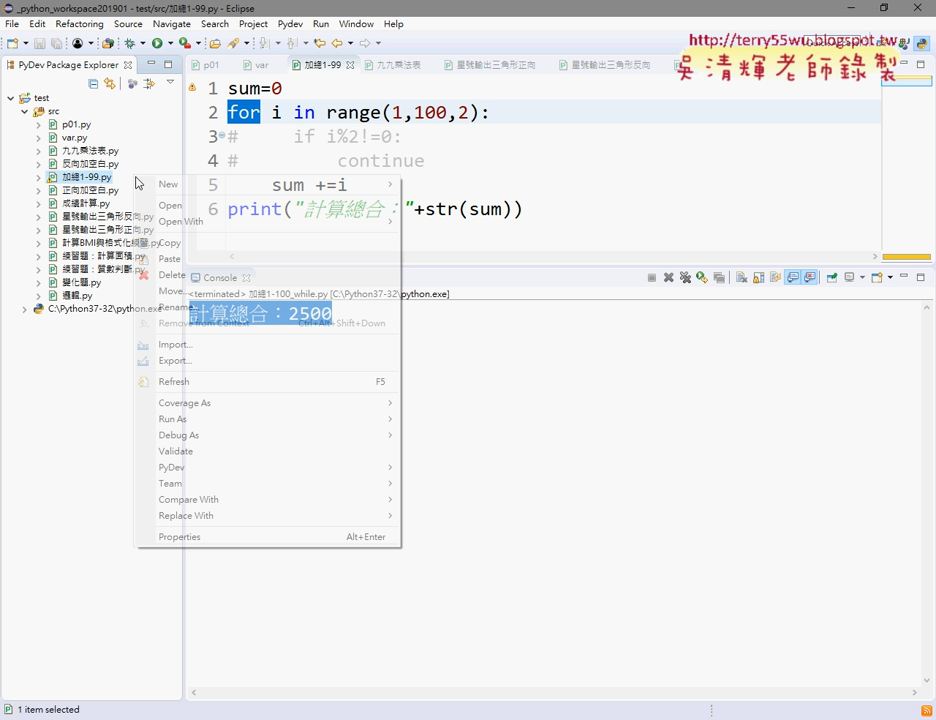 _python_workspace201901 - test/src/加總1-99.py - Eclipse
File Edit Refactoring Source Navigate Search Project Pydev Run Window Help
http://terry55wu.blogspot.tw
吳清輝老師錄製
PyDev Package Explorer
p01 var 加總1-99 九九乘法表 星號輸出三角形正向 星號輸出三角形反向
test
src
p01.py
var.py
九九乘法表.py
反向加空白.py
加總1-99.py
正向加空白.py
成績計算.py
星號輸出三角形反向.py
星號輸出三角形正向.py
計算BMI與格式化練習.py
練習題：計算面積.py
練習題：質數判斷.py
變化題.py
邏輯.py
C:\Python37-32\python.exe
1 sum=0
2 for i in range(1,100,2):
3 # if i%2!=0:
4 # continue
5 sum +=i
6 print("計算總合："+str(sum))
Console
<terminated> 加總1-100_while.py [C:\Python37-32\python.exe]
計算總合：2500
New
Open
Open With
Copy
Paste
Delete
Move...
Rename...
Remove from Context Ctrl+Alt+Shift+Down
Import...
Export...
Refresh F5
Coverage As
Run As
Debug As
Validate
PyDev
Team
Compare With
Replace With
Properties Alt+Enter
1 item selected